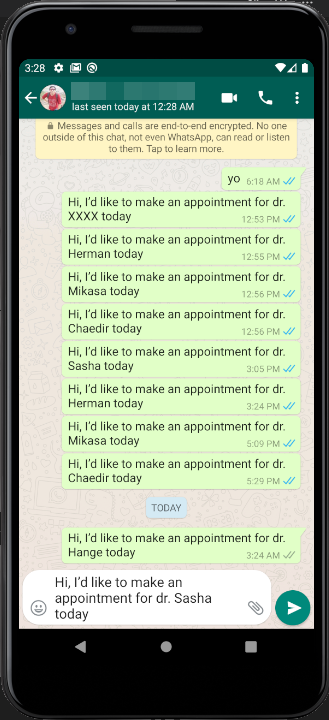 3:28
last seen today at 12:28 AM
Messages and calls are end-to-end encrypted. No one
outside of this chat, not even WhatsApp, can read or listen
to them. Tap to learn more.
yo 6:18 AM
Hi, I'd like to make an appointment for dr.
XXXX today 12:53 PM
Hi, I'd like to make an appointment for dr.
Herman today 12:55 PM
Hi, I'd like to make an appointment for dr.
Mikasa today 12:56 PM
Hi, I'd like to make an appointment for dr.
Chaedir today 12:56 PM
Hi, I'd like to make an appointment for dr.
Sasha today 3:05 PM
Hi, I'd like to make an appointment for dr.
Herman today 3:24 PM
Hi, I'd like to make an appointment for dr.
Mikasa today 5:09 PM
Hi, I'd like to make an appointment for dr.
Chaedir today 5:29 PM
TODAY
Hi, I'd like to make an appointment for dr.
Hange today 3:24 AM
Hi, I'd like to make an
appointment for dr. Sasha
today